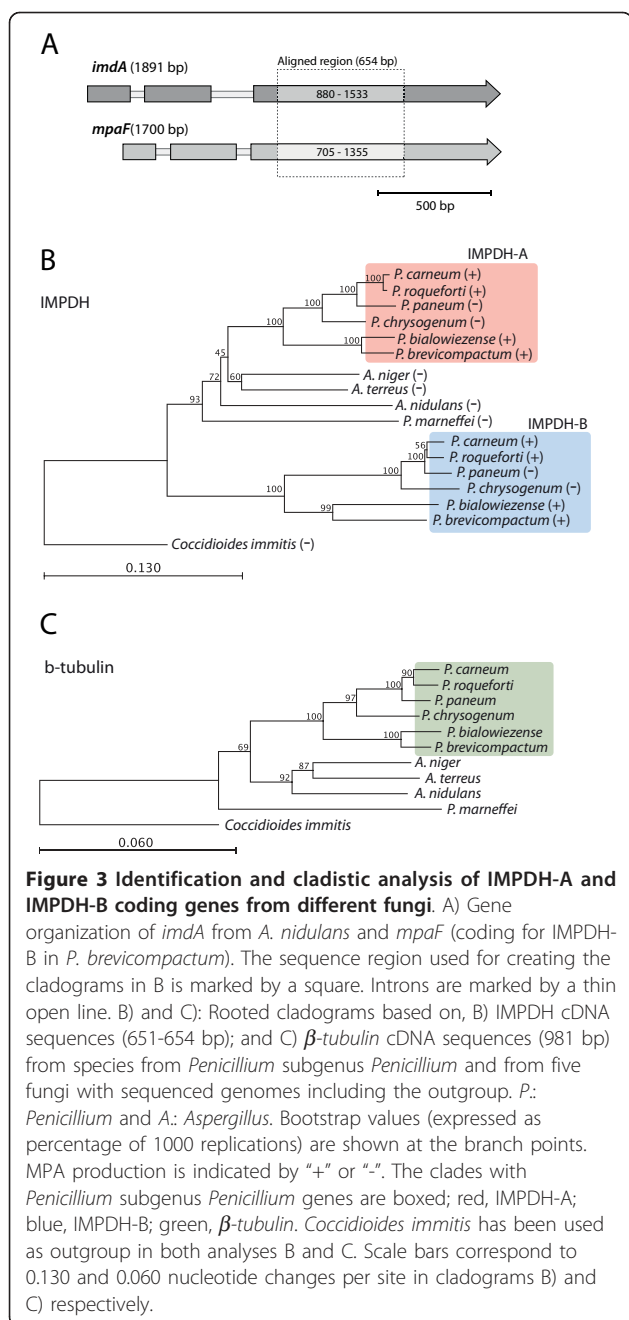 A
imdA (1891 bp)
Aligned region (654 bp)
880 - 1533
mpaF (1700 bp)
705 - 1355
500 bp
B
IMPDH
IMPDH-A
100
P. carneum (+)
P. roqueforti (+)
100
P. paneum (–)
100
P. chrysogenum (–)
100
P. bialowiezense (+)
100
P. brevicompactum (+)
45
A. niger (–)
60
A. terreus (–)
72
A. nidulans (–)
93
P. marneffei (–)
IMPDH-B
56
P. carneum (+)
P. roqueforti (+)
100
P. paneum (–)
100
P. chrysogenum (–)
100
P. bialowiezense (+)
99
P. brevicompactum (+)
Coccidioides immitis (–)
0.130
C
b-tubulin
90
P. carneum
P. roqueforti
100
P. paneum
97
P. chrysogenum
100
P. bialowiezense
100
P. brevicompactum
69
A. niger
87
A. terreus
92
A. nidulans
P. marneffei
Coccidioides immitis
0.060
Figure 3 Identification and cladistic analysis of IMPDH-A and
IMPDH-B coding genes from different fungi. A) Gene
organization of imdA from A. nidulans and mpaF (coding for IMPDH-
B in P. brevicompactum). The sequence region used for creating the
cladograms in B is marked by a square. Introns are marked by a thin
open line. B) and C): Rooted cladograms based on, B) IMPDH cDNA
sequences (651-654 bp); and C) β-tubulin cDNA sequences (981 bp)
from species from Penicillium subgenus Penicillium and from five
fungi with sequenced genomes including the outgroup. P.:
Penicillium and A.: Aspergillus. Bootstrap values (expressed as
percentage of 1000 replications) are shown at the branch points.
MPA production is indicated by “+” or “-”. The clades with
Penicillium subgenus Penicillium genes are boxed; red, IMPDH-A;
blue, IMPDH-B; green, β-tubulin. Coccidioides immitis has been used
as outgroup in both analyses B and C. Scale bars correspond to
0.130 and 0.060 nucleotide changes per site in cladograms B) and
C) respectively.